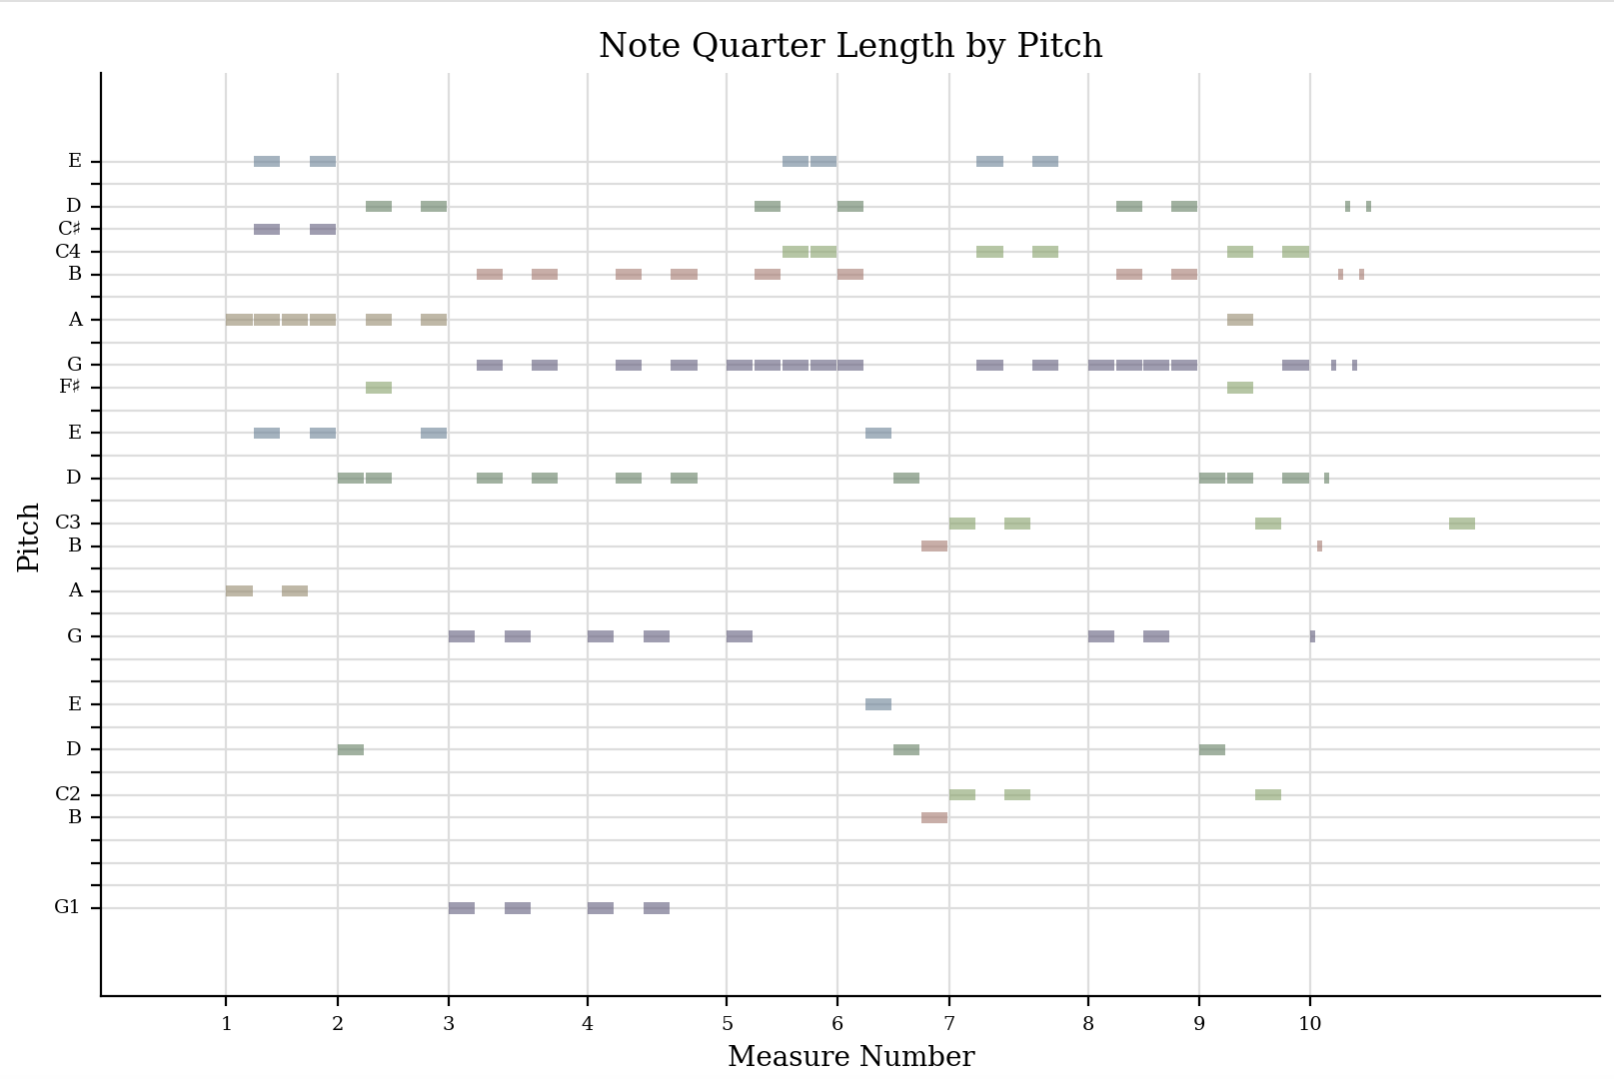 Note Quarter Length by Pitch
E
D
C♯
C4
B
A
G
F♯
E
D
C3
B
A
G
E
D
C2
B
G1
Pitch
1 2 3 4 5 6 7 8 9 10
Measure Number